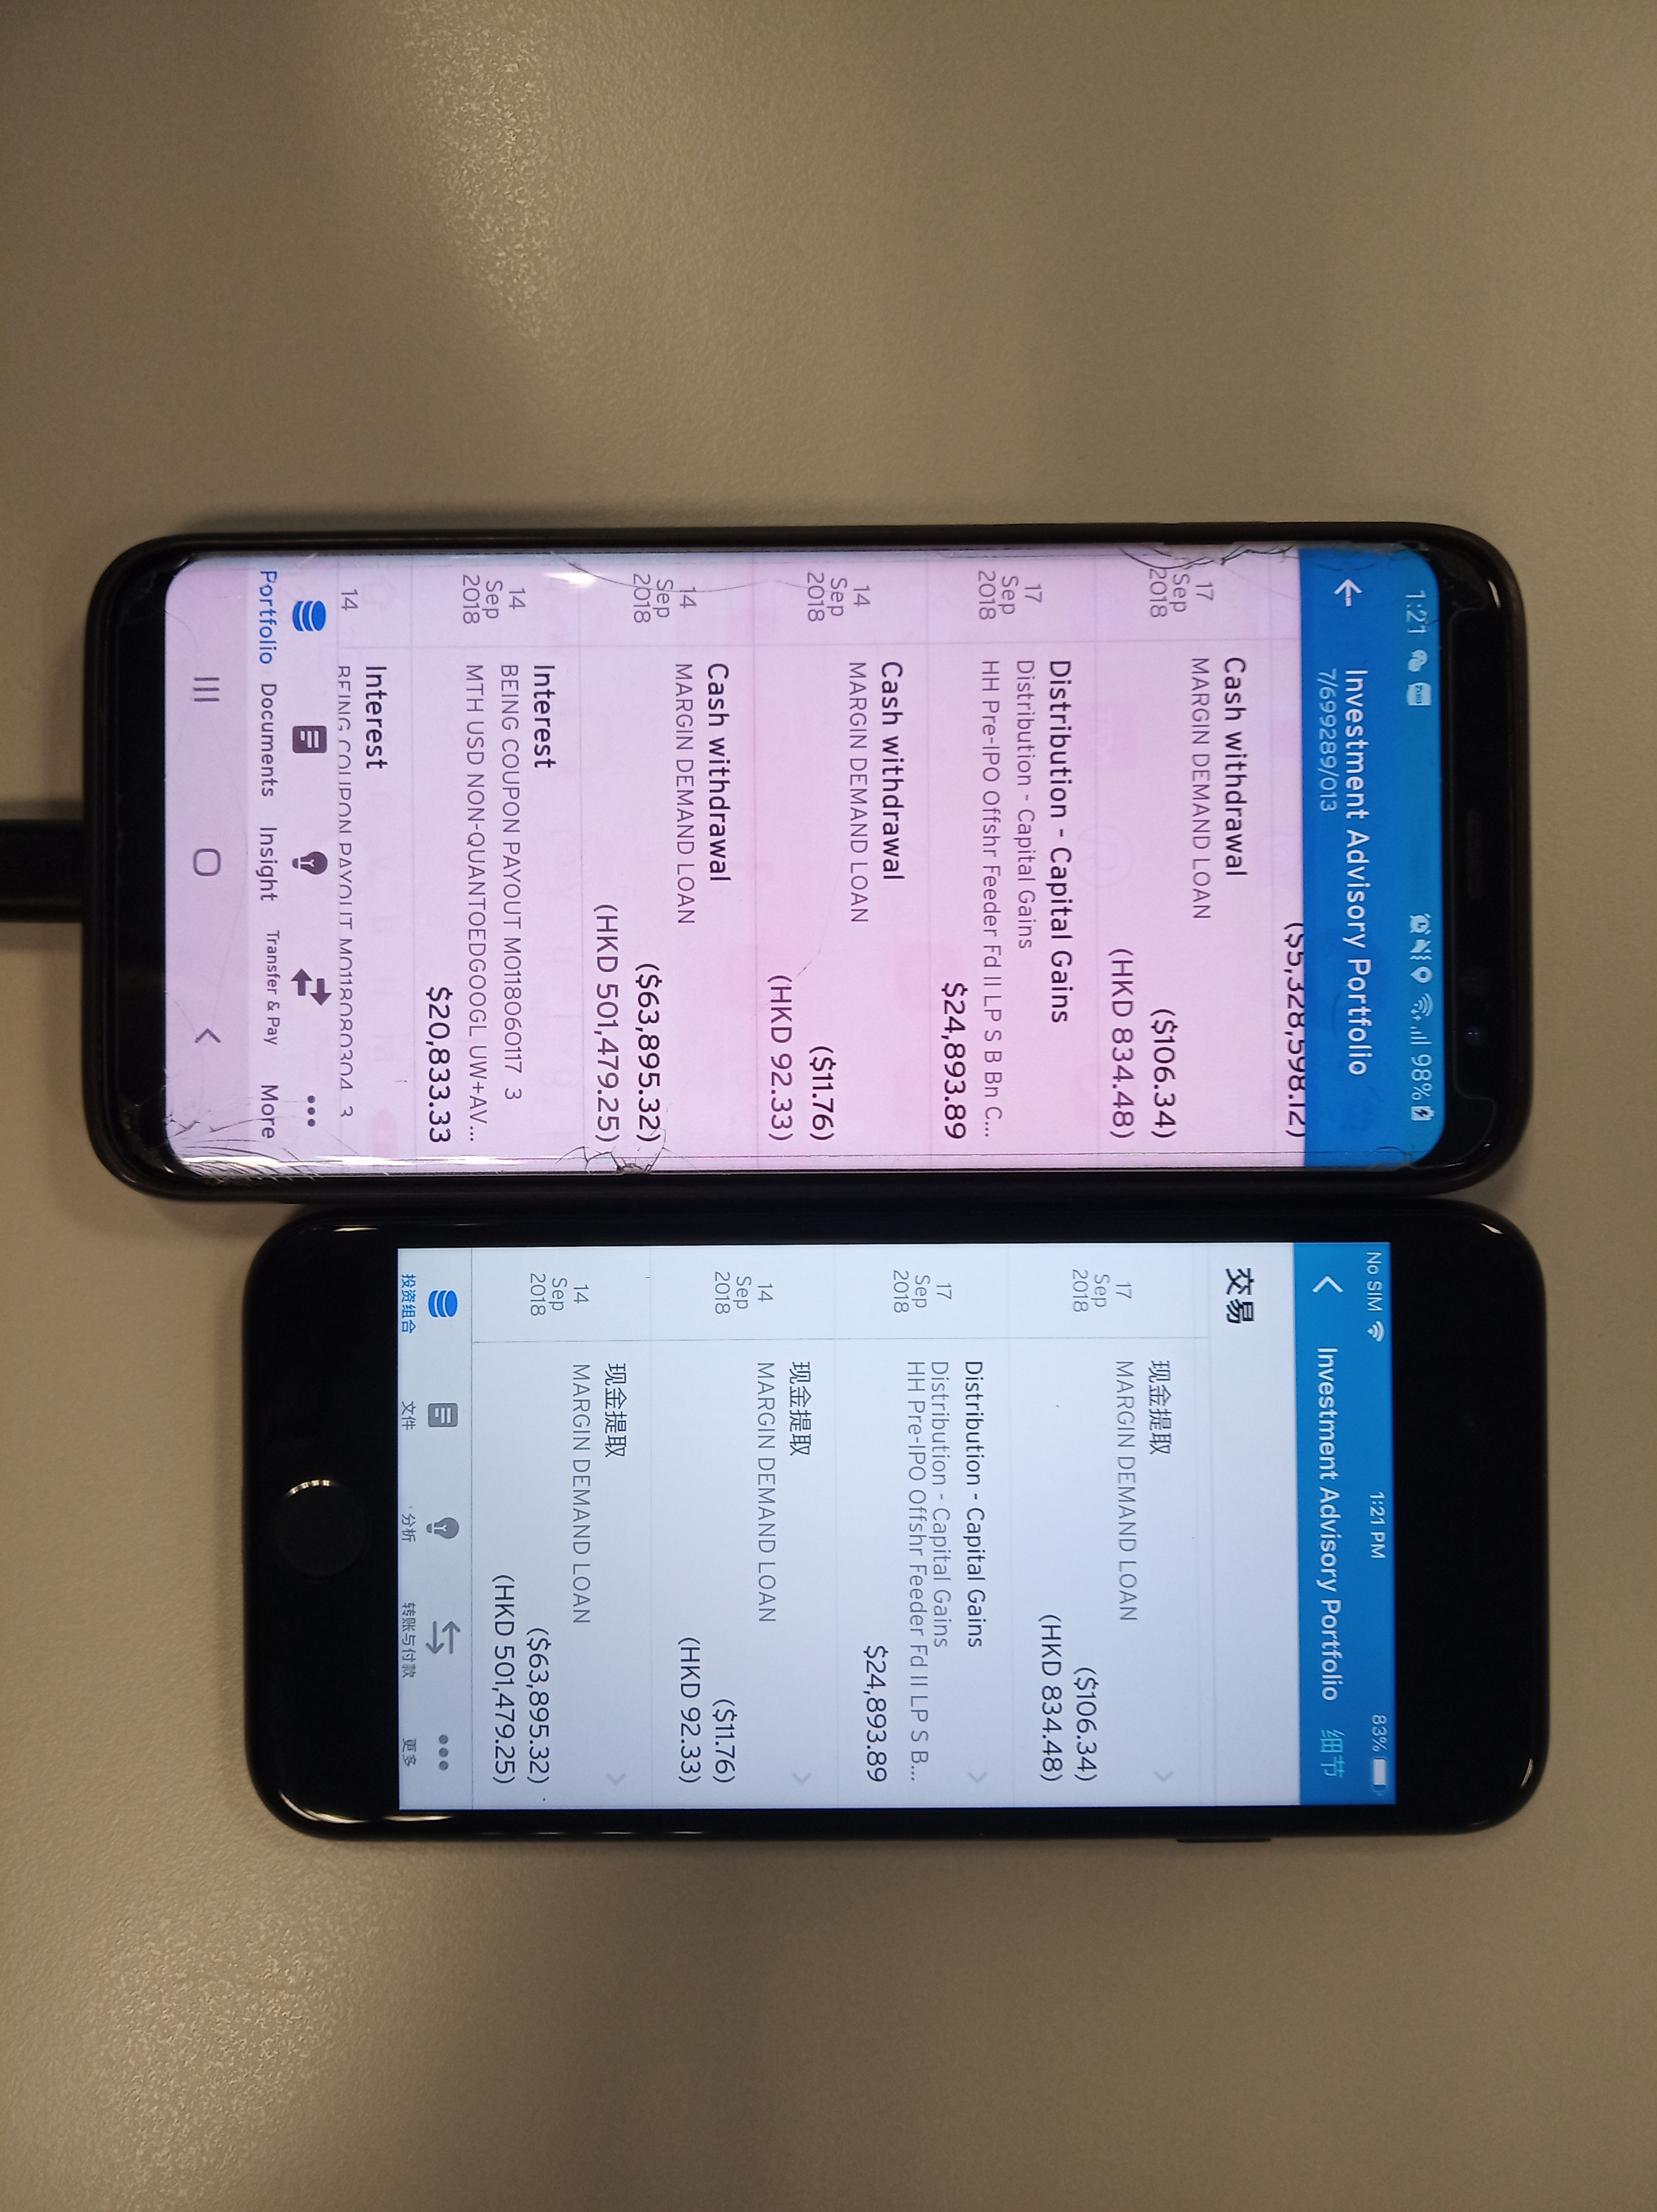 1:21
98%
Investment Advisory Portfolio
7/699289/013
($5,328,598.12)
17
Sep
2018
Cash withdrawal
MARGIN DEMAND LOAN
($106.34)
(HKD 834.48)
17
Sep
2018
Distribution - Capital Gains
Distribution - Capital Gains
HH Pre-IPO Offshr Feeder Fd II LP S B Bn C...
$24,893.89
14
Sep
2018
Cash withdrawal
MARGIN DEMAND LOAN
($11.76)
(HKD 92.33)
14
Sep
2018
Cash withdrawal
MARGIN DEMAND LOAN
($63,895.32)
(HKD 501,479.25)
14
Sep
2018
Interest
BEING COUPON PAYOUT M0118060117 3
MTH USD NON-QUANTOEDGOOGL UW+AV...
$20,833.33
14
Interest
BEING COUPON PAYOUT M0118080304 3
Portfolio
Documents
Insight
Transfer & Pay
More
No SIM
1:21 PM
83%
Investment Advisory Portfolio
细节
交易
17
Sep
2018
现金提取
MARGIN DEMAND LOAN
($106.34)
(HKD 834.48)
17
Sep
2018
Distribution - Capital Gains
Distribution - Capital Gains
HH Pre-IPO Offshr Feeder Fd II LP S B...
$24,893.89
14
Sep
2018
现金提取
MARGIN DEMAND LOAN
($11.76)
(HKD 92.33)
14
Sep
2018
现金提取
MARGIN DEMAND LOAN
($63,895.32)
(HKD 501,479.25)
投资组合
文件
分析
转账与付款
更多